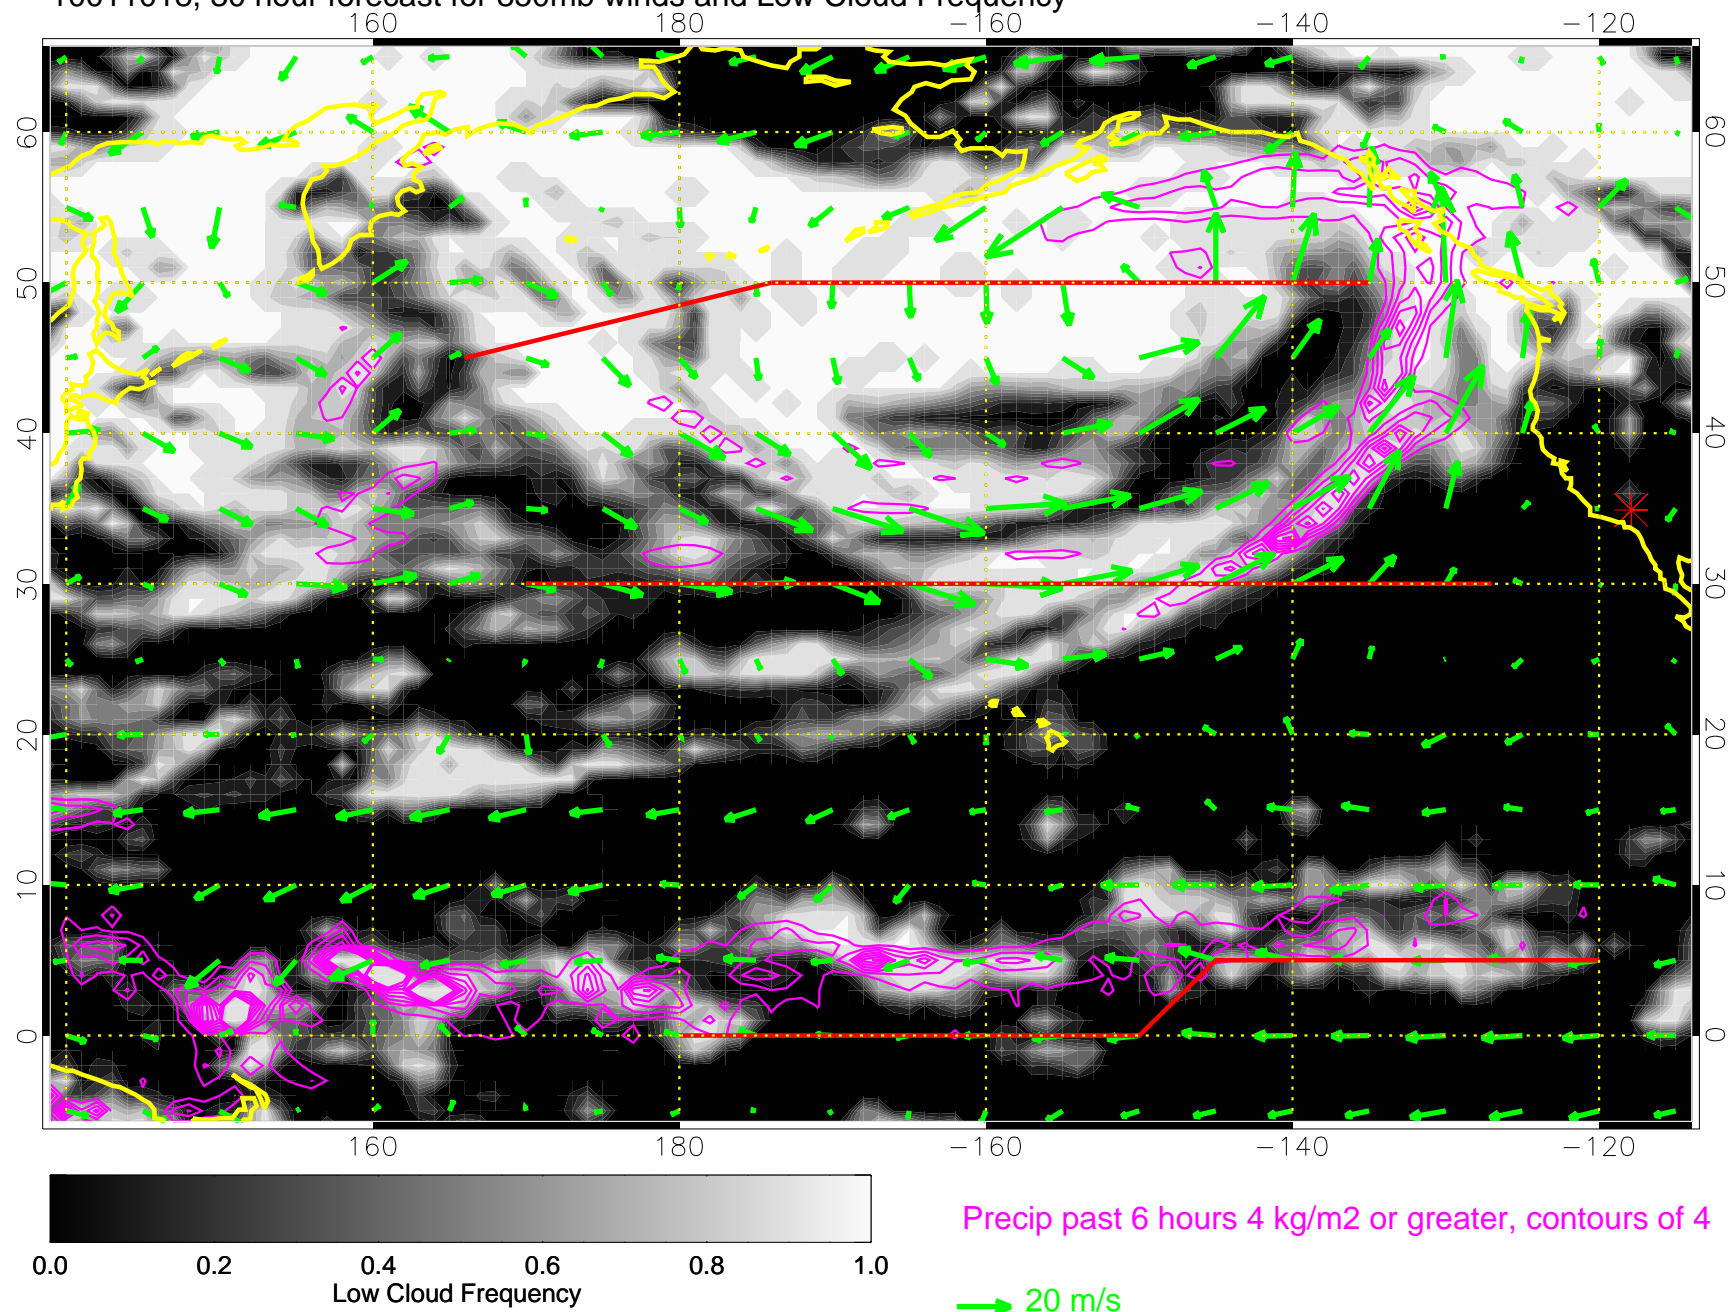 160 180 −160 −140 −120
60 60
50 50
40 40
30 30
20 20
10 10
0 0
160 180 −160 −140 −120
0.0 0.2 0.4 0.6 0.8 1.0
Low Cloud Frequency
Precip past 6 hours 4 kg/m2 or greater, contours of 4
20 m/s